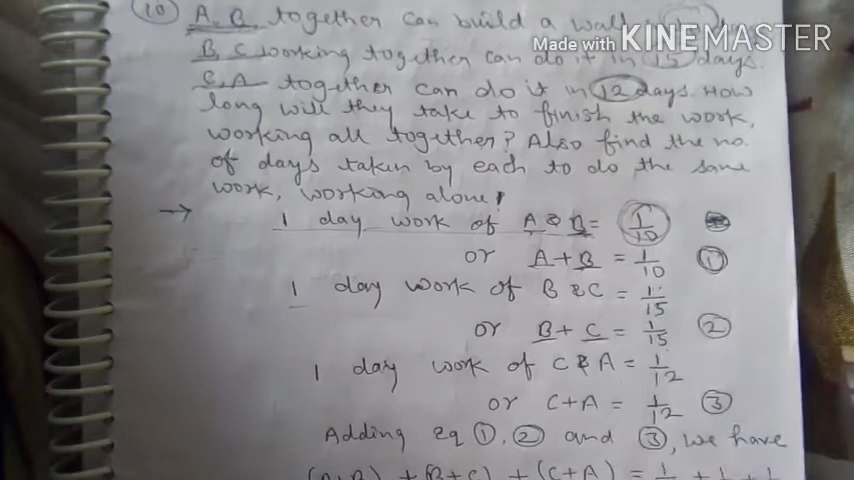 (10) A, B together can build a wall
Made with KINEMASTER
B, C working together can do it in 15 days.
C, A together can do it in 12 days. How
long will they take to finish the work,
working all together? Also find the no.
of days taken by each to do the same
work, working alone!
→ 1 day work of A & B = 1/10
or A + B = 1/10 ①
1 day work of B & C = 1/15
or B + C = 1/15 ②
1 day work of C & A = 1/12
or C + A = 1/12 ③
Adding eq ①, ② and ③, we have
(A+B) + (B+C) + (C+A) = 1 + 1 + 1